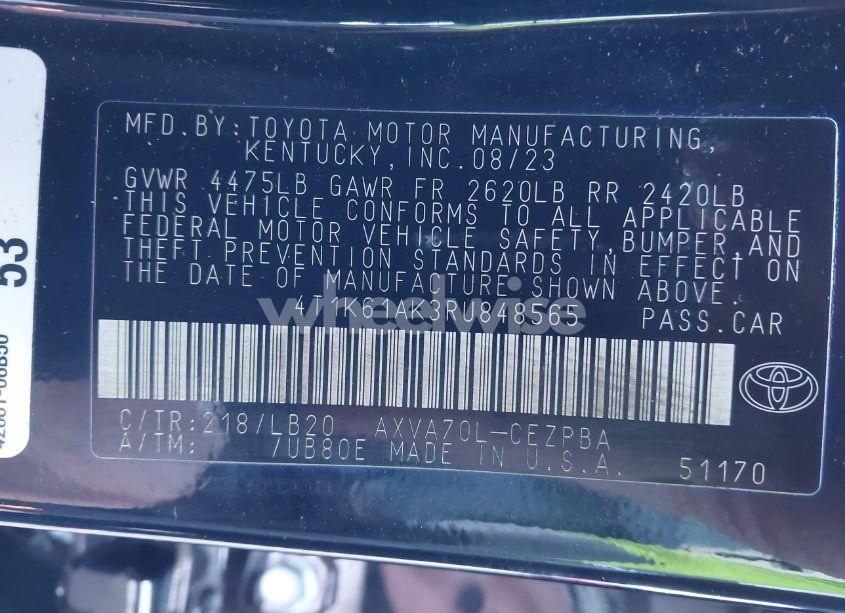 MFD.BY:TOYOTA MOTOR MANUFACTURING,
KENTUCKY,INC.08/23
GVWR 4475LB GAWR FR 2620LB RR 2420LB
THIS VEHICLE CONFORMS TO ALL APPLICABLE
FEDERAL MOTOR VEHICLE SAFETY,BUMPER,AND
THEFT PREVENTION STANDARDS IN EFFECT ON
THE DATE OF MANUFACTURE SHOWN ABOVE.
PASS.CAR
wheelwise
C/TR:218/LB20 AXVA70L-CEZPBA
A/TM: 7UB80E MADE IN U.S.A. 51170
53